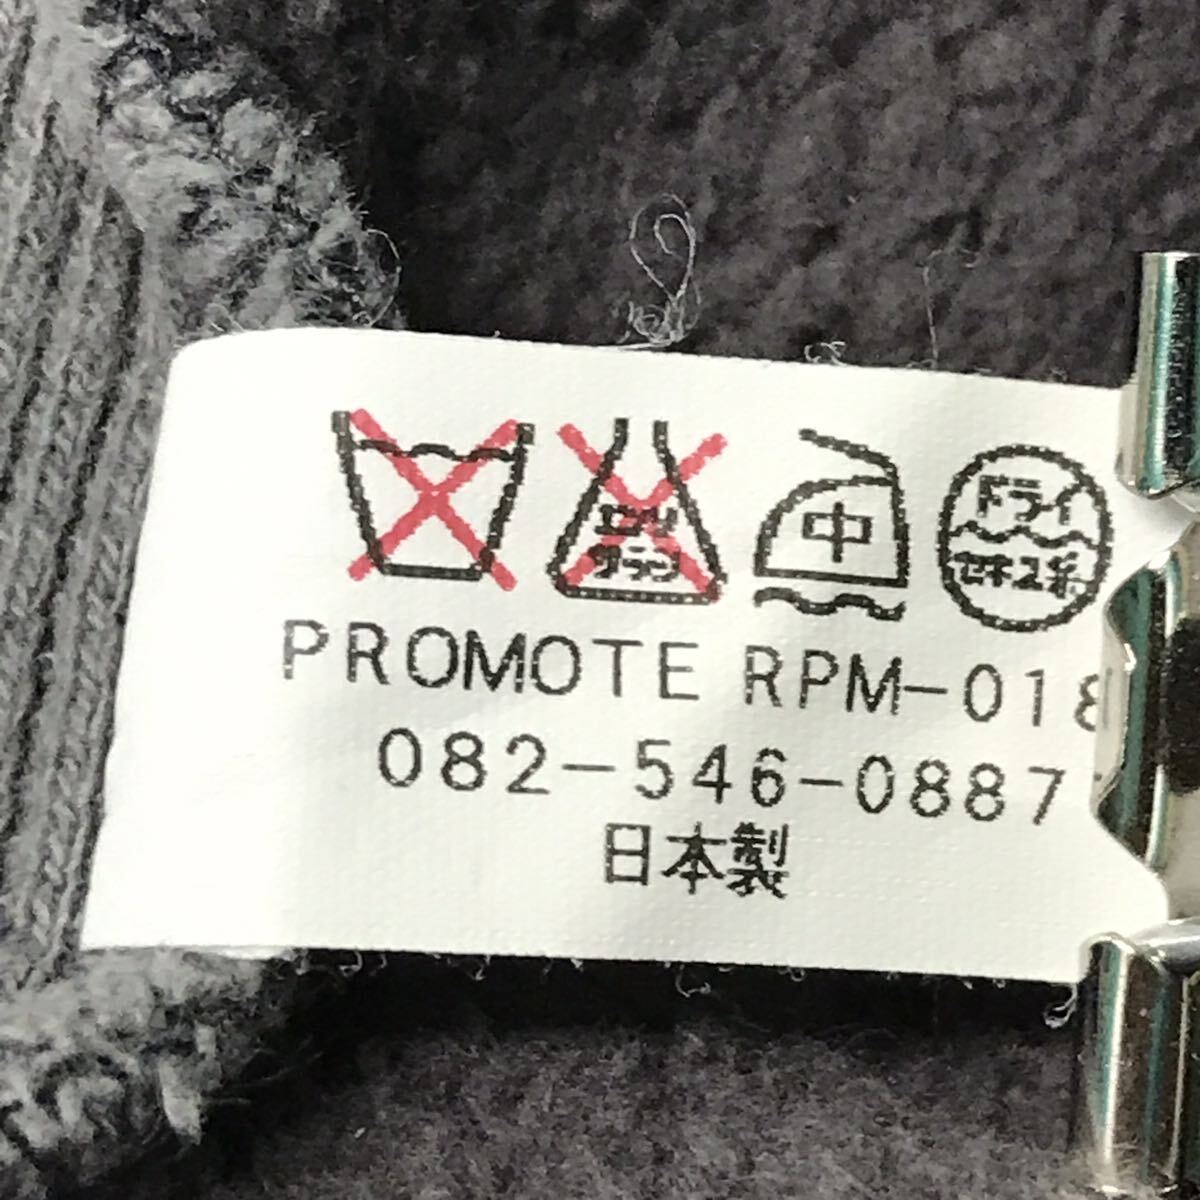 エンソ サラシ 中 ドライ セキユ系
PROMOTE RPM-018
082-546-0887
日本製